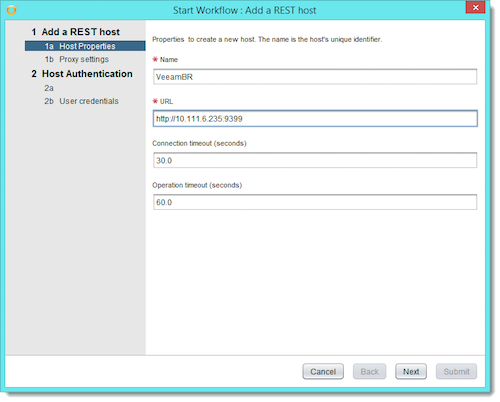 Start Workflow : Add a REST host
1 Add a REST host
1a Host Properties
1b Proxy settings
2 Host Authentication
2a
2b User credentials
Properties to create a new host. The name is the host's unique identifier.
* Name
VeeamBR
* URL
http://10.111.6.235:9399
Connection timeout (seconds)
30.0
Operation timeout (seconds)
60.0
Cancel Back Next Submit